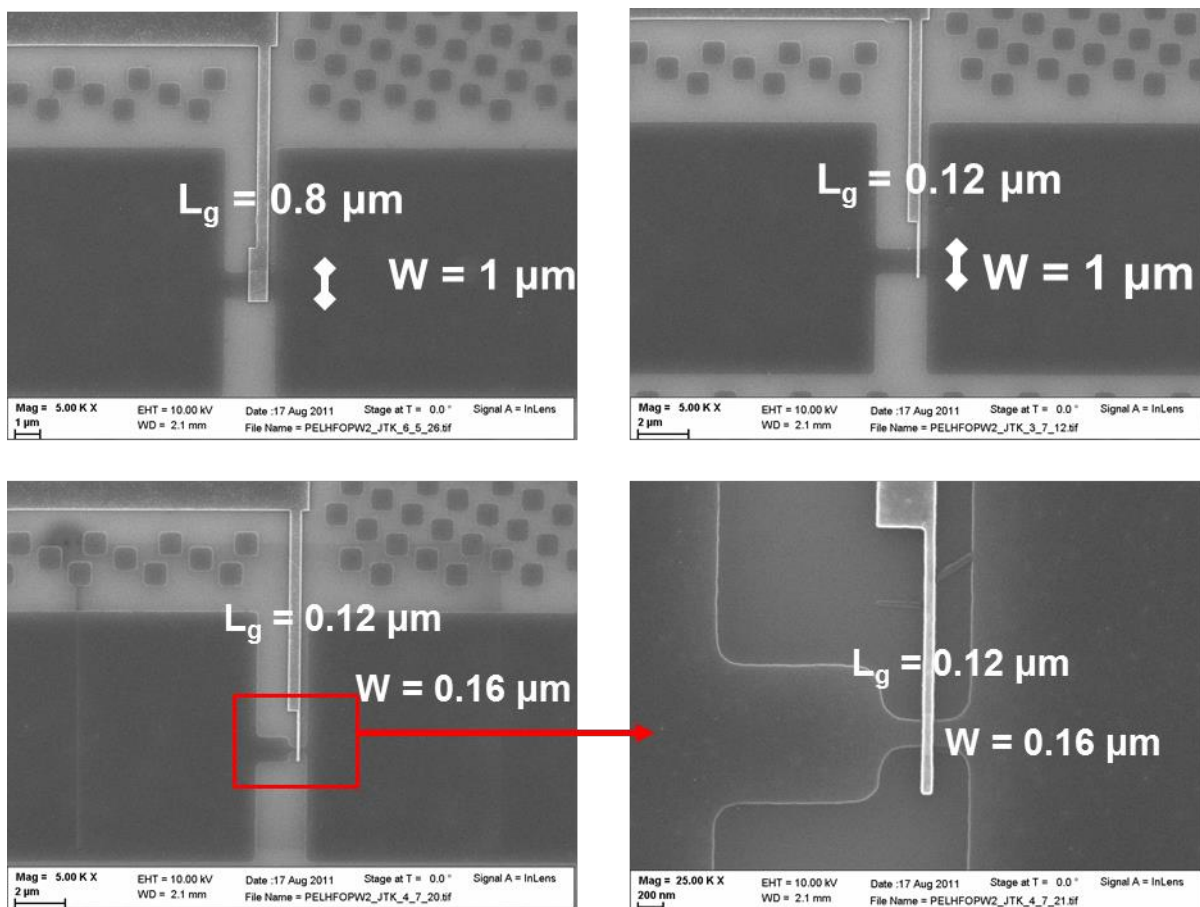 Lg = 0.8 µm
W = 1 µm
Mag = 5.00 K X EHT = 10.00 kV Date :17 Aug 2011 Stage at T = 0.0 ° Signal A = InLens
1 µm WD = 2.1 mm File Name = PELHFOPW2_JTK_6_5_26.tif
Lg = 0.12 µm
W = 1 µm
Mag = 5.00 K X EHT = 10.00 kV Date :17 Aug 2011 Stage at T = 0.0 ° Signal A = InLens
2 µm WD = 2.1 mm File Name = PELHFOPW2_JTK_3_7_12.tif
Lg = 0.12 µm
W = 0.16 µm
Mag = 5.00 K X EHT = 10.00 kV Date :17 Aug 2011 Stage at T = 0.0 ° Signal A = InLens
2 µm WD = 2.1 mm File Name = PELHFOPW2_JTK_4_7_20.tif
Lg = 0.12 µm
W = 0.16 µm
Mag = 25.00 K X EHT = 10.00 kV Date :17 Aug 2011 Stage at T = 0.0 ° Signal A = InLens
200 nm WD = 2.1 mm File Name = PELHFOPW2_JTK_4_7_21.tif